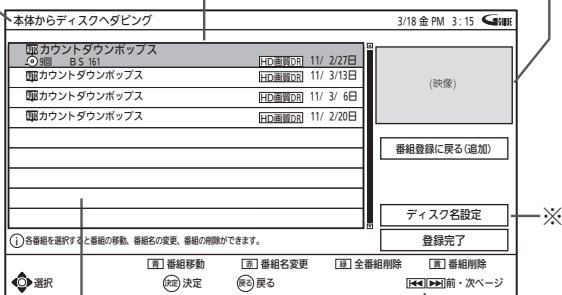 本体からディスクへダビング 3/18 金 PM 3:15 GGUIDE
カウントダウンポップス
9回 BS 161 HD画質DR 11/ 2/27日
カウントダウンポップス HD画質DR 11/ 3/13日
カウントダウンポップス HD画質DR 11/ 3/ 6日
カウントダウンポップス HD画質DR 11/ 2/20日
(映像)
番組登録に戻る(追加)
ディスク名設定 ※
登録完了
i 各番組を選択すると番組の移動、番組名の変更、番組の削除ができます。
青 番組移動 赤 番組名変更 緑 全番組削除 黄 番組削除
選択 決定 決定 戻る 戻る 前・次ページ